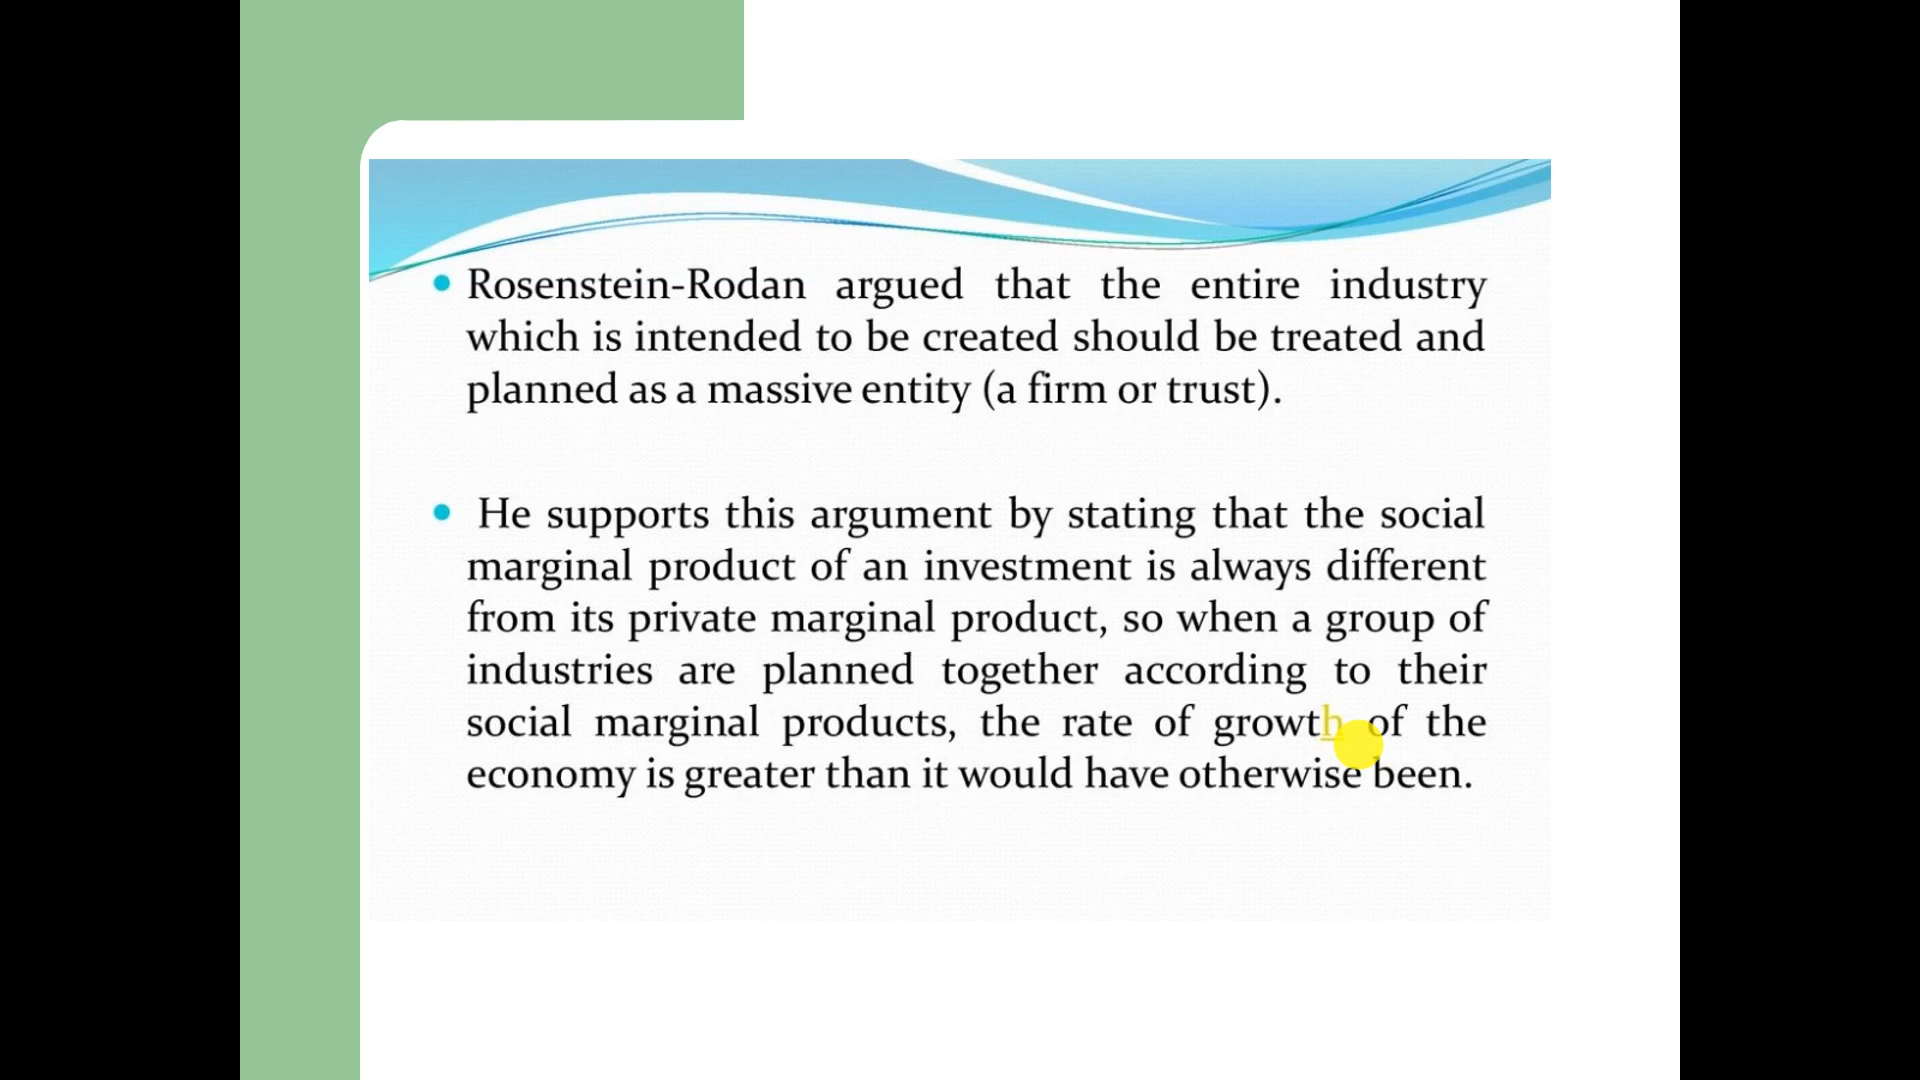 Rosenstein-Rodan argued that the entire industry
which is intended to be created should be treated and
planned as a massive entity (a firm or trust).
He supports this argument by stating that the social
marginal product of an investment is always different
from its private marginal product, so when a group of
industries are planned together according to their
social marginal products, the rate of growth of the
economy is greater than it would have otherwise been.